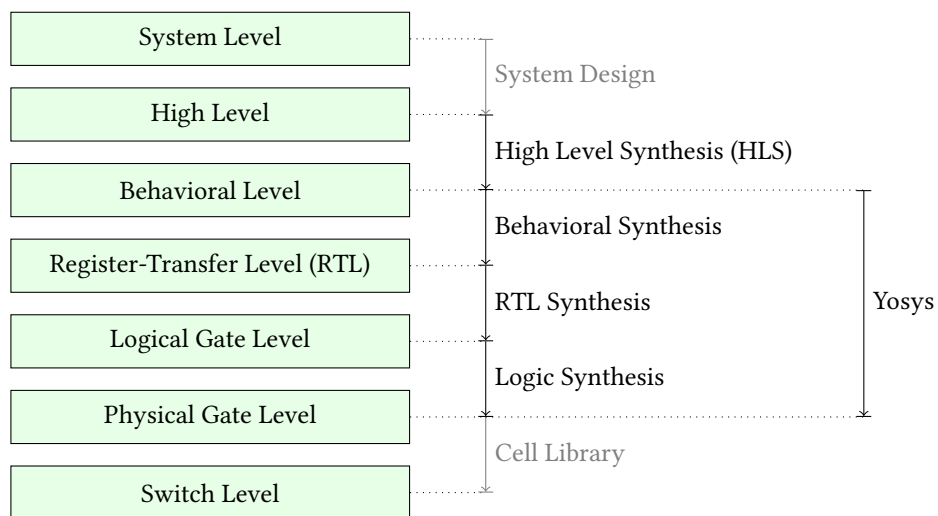 System Level
System Design
High Level
High Level Synthesis (HLS)
Behavioral Level
Behavioral Synthesis
Register-Transfer Level (RTL)
RTL Synthesis
Yosys
Logical Gate Level
Logic Synthesis
Physical Gate Level
Cell Library
Switch Level